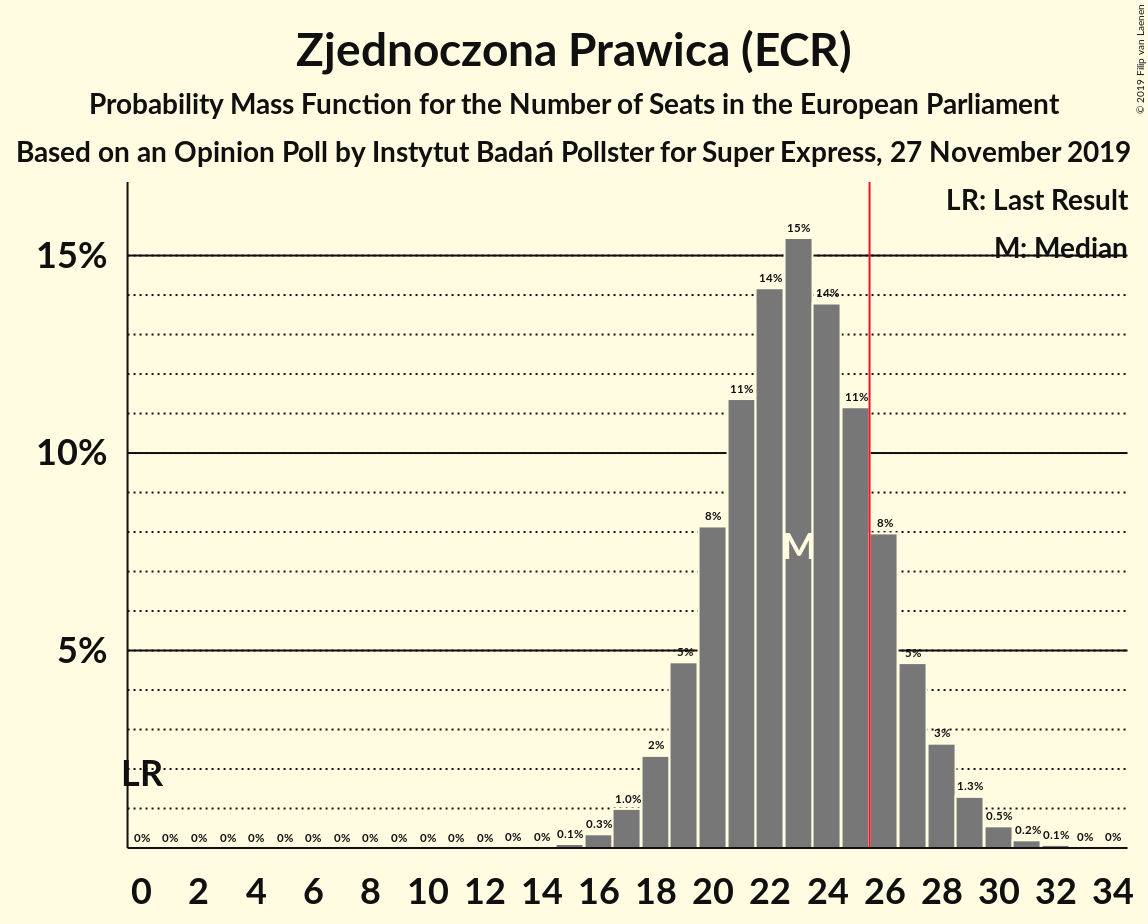 Zjednoczona Prawica (ECR)
Probability Mass Function for the Number of Seats in the European Parliament
Based on an Opinion Poll by Instytut Badań Pollster for Super Express, 27 November 2019
© 2019 Filip van Laenen
LR: Last Result
M: Median
15%
10%
5%
LR
M
0% 0% 0% 0% 0% 0% 0% 0% 0% 0% 0% 0% 0% 0% 0% 0.1% 0.3% 1.0% 2% 5% 8% 11% 14% 15% 14% 11% 8% 5% 3% 1.3% 0.5% 0.2% 0.1% 0% 0%
0 2 4 6 8 10 12 14 16 18 20 22 24 26 28 30 32 34